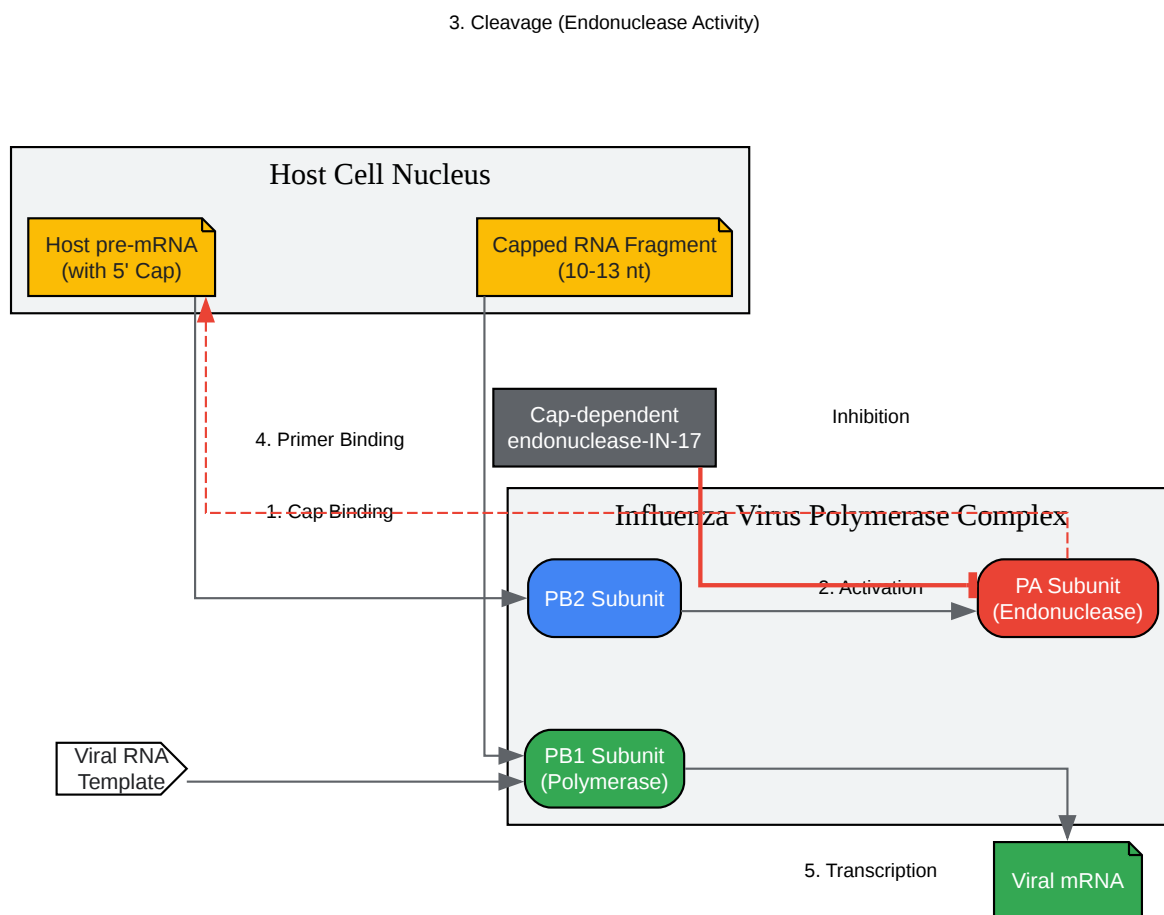 3. Cleavage (Endonuclease Activity)
Host Cell Nucleus
Host pre-mRNA
(with 5' Cap)
Capped RNA Fragment
(10-13 nt)
Cap-dependent
endonuclease-IN-17
Inhibition
4. Primer Binding
1. Cap Binding
Influenza Virus Polymerase Complex
PB2 Subunit
2. Activation
PA Subunit
(Endonuclease)
Viral RNA
Template
PB1 Subunit
(Polymerase)
5. Transcription
Viral mRNA